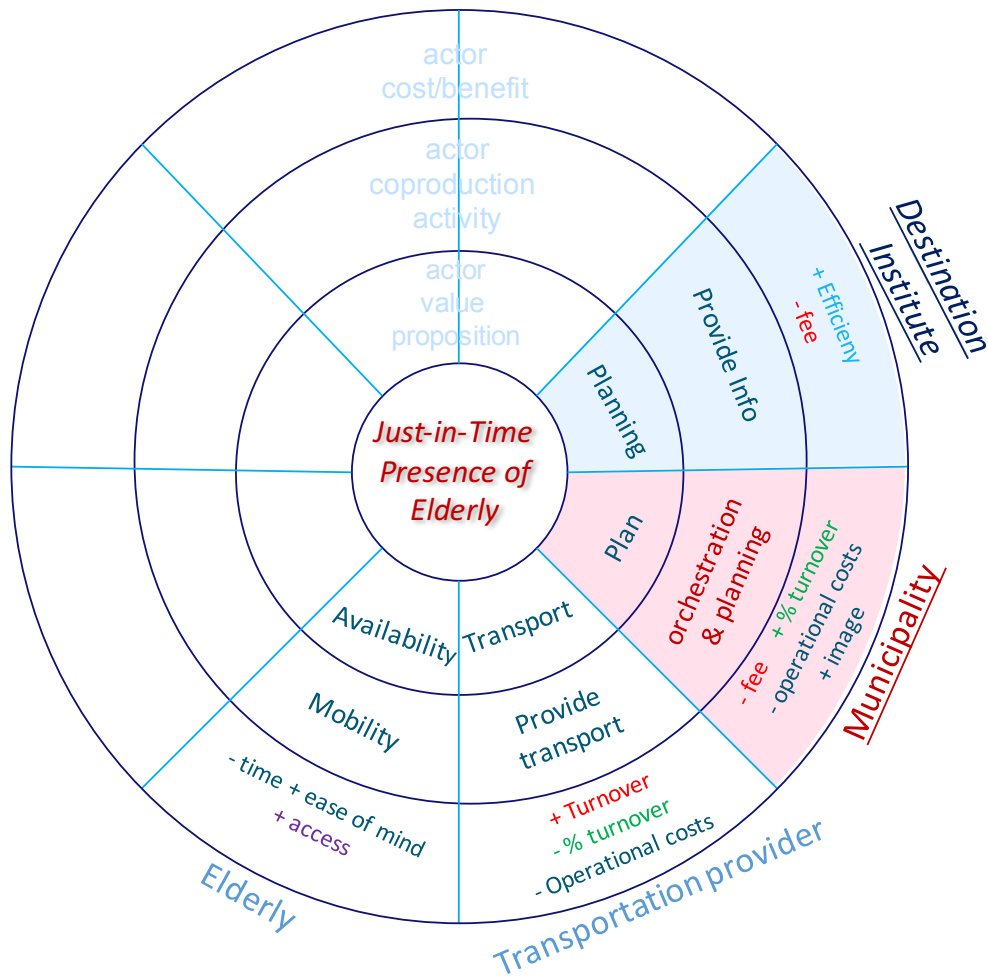 actor
cost/benefit
actor
coproduction
activity
actor
value
proposition
Just-in-Time
Presence of
Elderly
Destination
Institute
+ Efficieny
- fee
Provide Info
Planning
Municipality
Plan
orchestration
& planning
- fee + % turnover
- operational costs
+ image
Transport
Provide
transport
+ Turnover
- % turnover
- Operational costs
Transportation provider
Availability
Mobility
- time + ease of mind
+ access
Elderly